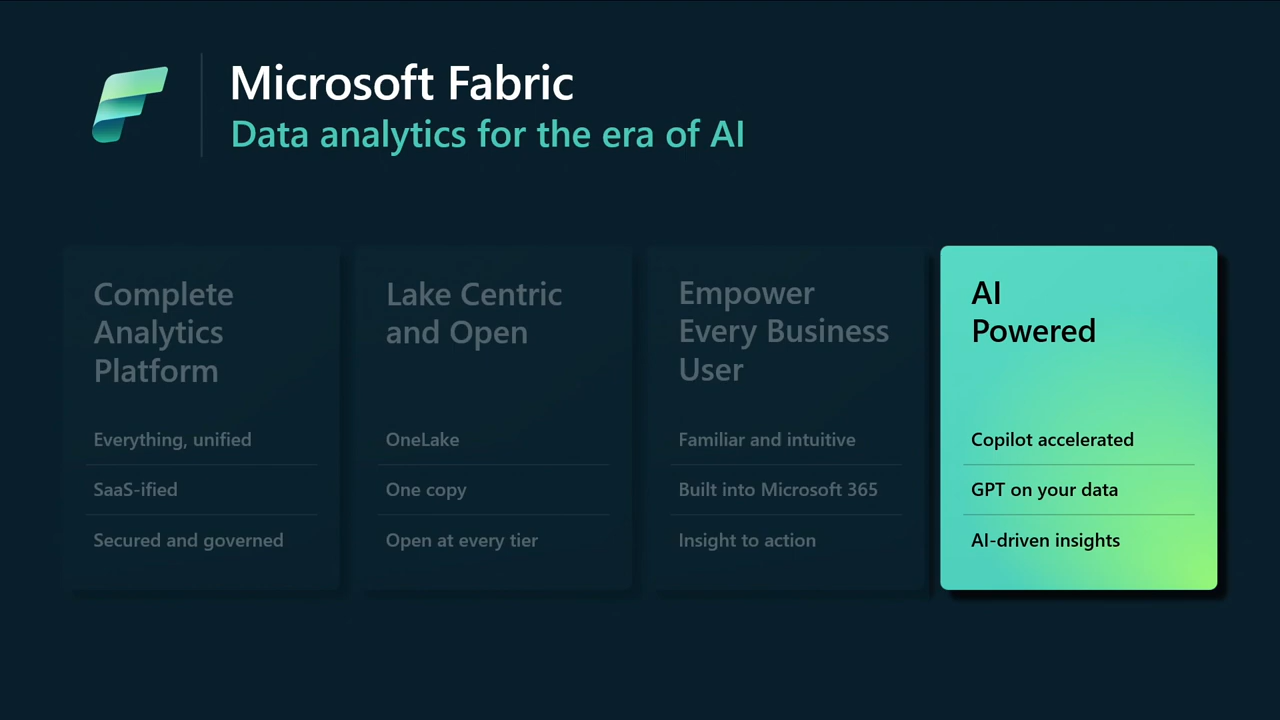 Microsoft Fabric
Data analytics for the era of AI
Complete
Analytics
Platform
Everything, unified
SaaS-ified
Secured and governed
Lake Centric
and Open
OneLake
One copy
Open at every tier
Empower
Every Business
User
Familiar and intuitive
Built into Microsoft 365
Insight to action
AI
Powered
Copilot accelerated
GPT on your data
AI-driven insights